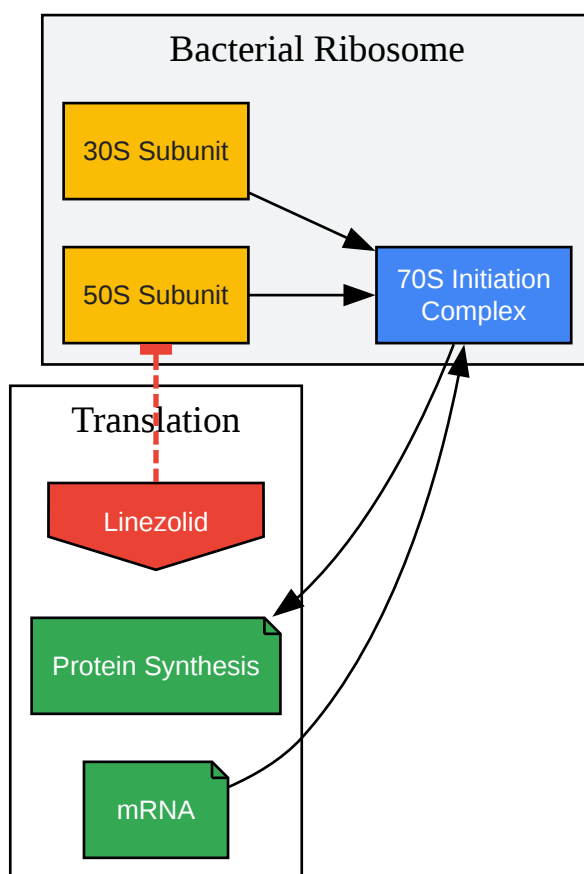 Bacterial Ribosome
30S Subunit
50S Subunit
70S Initiation
Complex
Translation
Linezolid
Protein Synthesis
mRNA